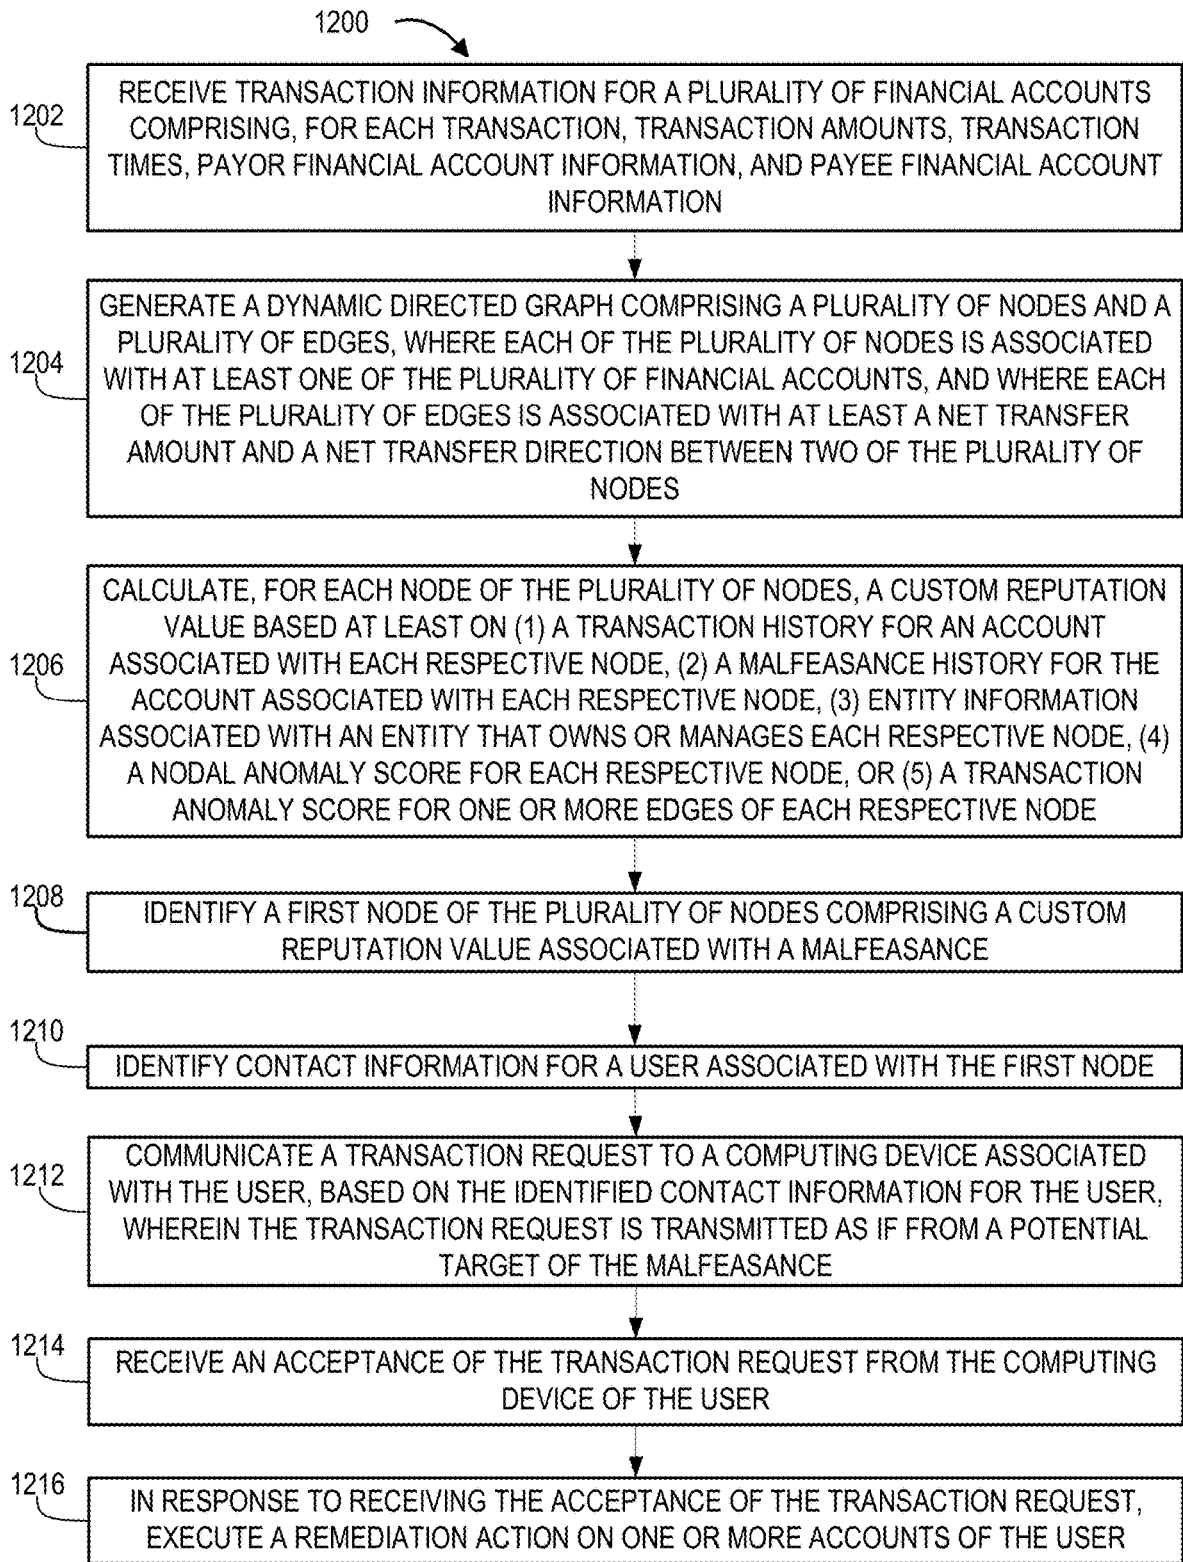 1200
1202
RECEIVE TRANSACTION INFORMATION FOR A PLURALITY OF FINANCIAL ACCOUNTS
COMPRISING, FOR EACH TRANSACTION, TRANSACTION AMOUNTS, TRANSACTION
TIMES, PAYOR FINANCIAL ACCOUNT INFORMATION, AND PAYEE FINANCIAL ACCOUNT
INFORMATION
1204
GENERATE A DYNAMIC DIRECTED GRAPH COMPRISING A PLURALITY OF NODES AND A
PLURALITY OF EDGES, WHERE EACH OF THE PLURALITY OF NODES IS ASSOCIATED
WITH AT LEAST ONE OF THE PLURALITY OF FINANCIAL ACCOUNTS, AND WHERE EACH
OF THE PLURALITY OF EDGES IS ASSOCIATED WITH AT LEAST A NET TRANSFER
AMOUNT AND A NET TRANSFER DIRECTION BETWEEN TWO OF THE PLURALITY OF
NODES
1206
CALCULATE, FOR EACH NODE OF THE PLURALITY OF NODES, A CUSTOM REPUTATION
VALUE BASED AT LEAST ON (1) A TRANSACTION HISTORY FOR AN ACCOUNT
ASSOCIATED WITH EACH RESPECTIVE NODE, (2) A MALFEASANCE HISTORY FOR THE
ACCOUNT ASSOCIATED WITH EACH RESPECTIVE NODE, (3) ENTITY INFORMATION
ASSOCIATED WITH AN ENTITY THAT OWNS OR MANAGES EACH RESPECTIVE NODE, (4)
A NODAL ANOMALY SCORE FOR EACH RESPECTIVE NODE, OR (5) A TRANSACTION
ANOMALY SCORE FOR ONE OR MORE EDGES OF EACH RESPECTIVE NODE
1208
IDENTIFY A FIRST NODE OF THE PLURALITY OF NODES COMPRISING A CUSTOM
REPUTATION VALUE ASSOCIATED WITH A MALFEASANCE
1210
IDENTIFY CONTACT INFORMATION FOR A USER ASSOCIATED WITH THE FIRST NODE
1212
COMMUNICATE A TRANSACTION REQUEST TO A COMPUTING DEVICE ASSOCIATED
WITH THE USER, BASED ON THE IDENTIFIED CONTACT INFORMATION FOR THE USER,
WHEREIN THE TRANSACTION REQUEST IS TRANSMITTED AS IF FROM A POTENTIAL
TARGET OF THE MALFEASANCE
1214
RECEIVE AN ACCEPTANCE OF THE TRANSACTION REQUEST FROM THE COMPUTING
DEVICE OF THE USER
1216
IN RESPONSE TO RECEIVING THE ACCEPTANCE OF THE TRANSACTION REQUEST,
EXECUTE A REMEDIATION ACTION ON ONE OR MORE ACCOUNTS OF THE USER